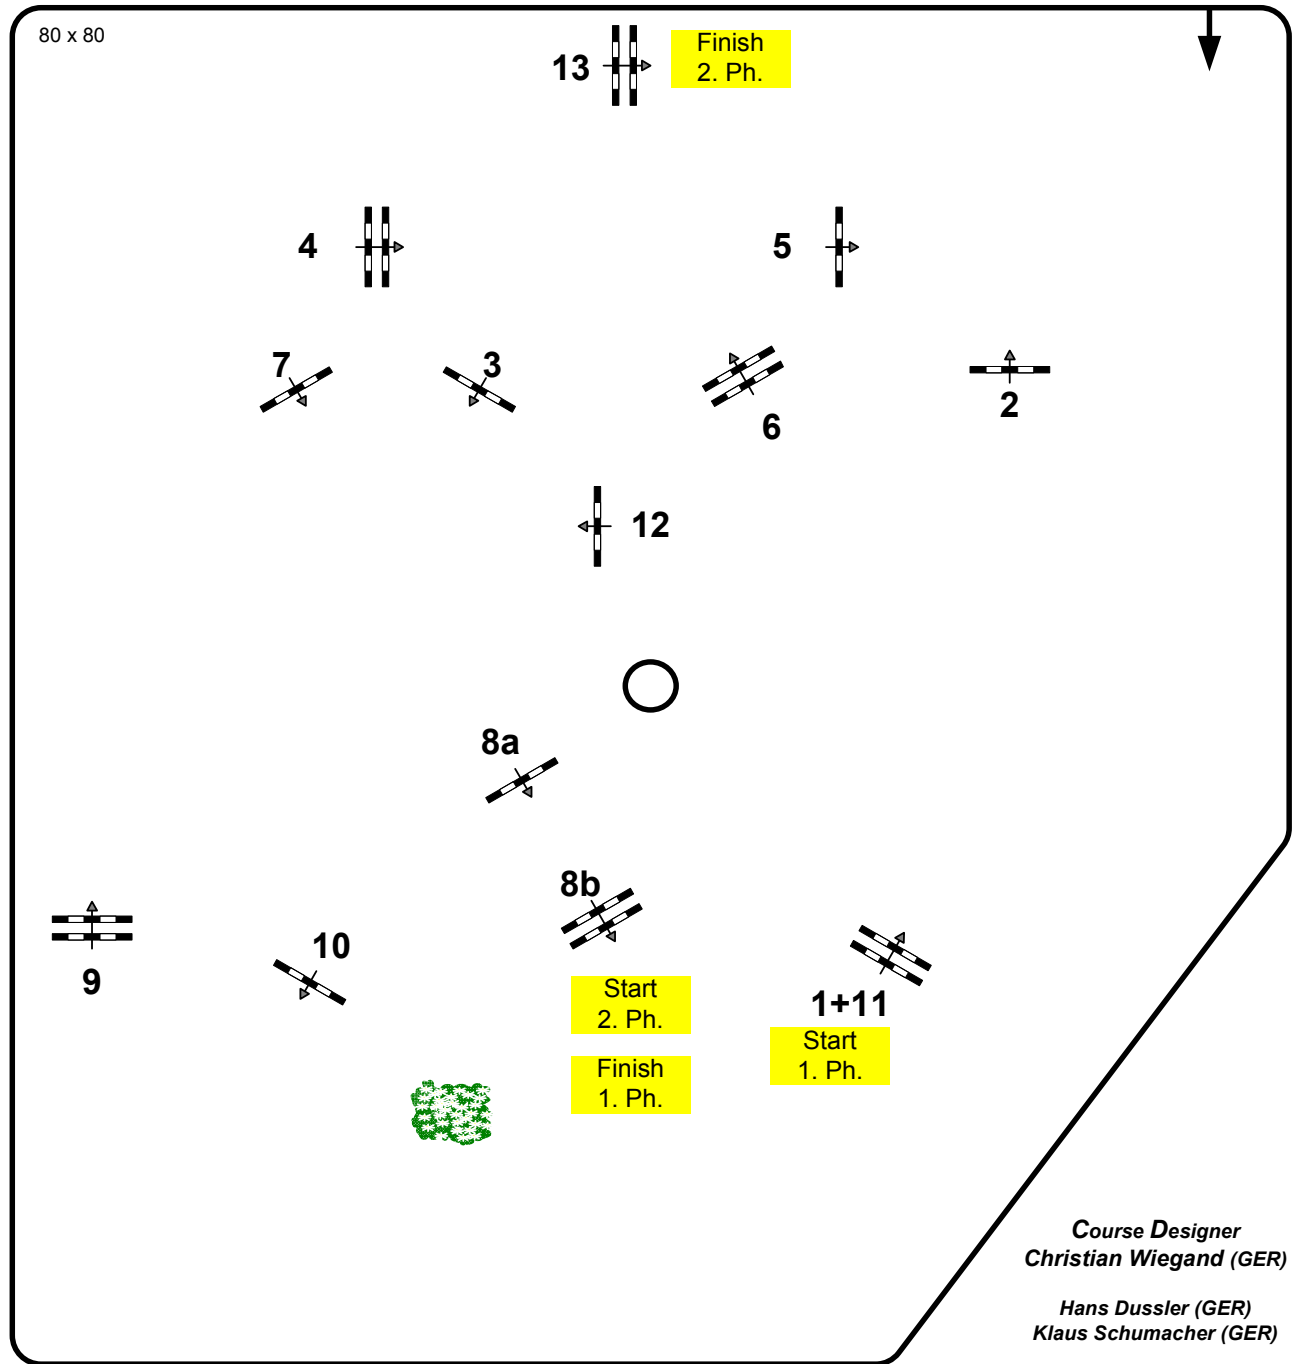 80 x 80
13
Finish
2. Ph.
4
5
7
3
6
2
12
8a
8b
9
10
1+11
Start
2. Ph.
Start
1. Ph.
Finish
1. Ph.
Course Designer
Christian Wiegand (GER)
Hans Dussler (GER)
Klaus Schumacher (GER)